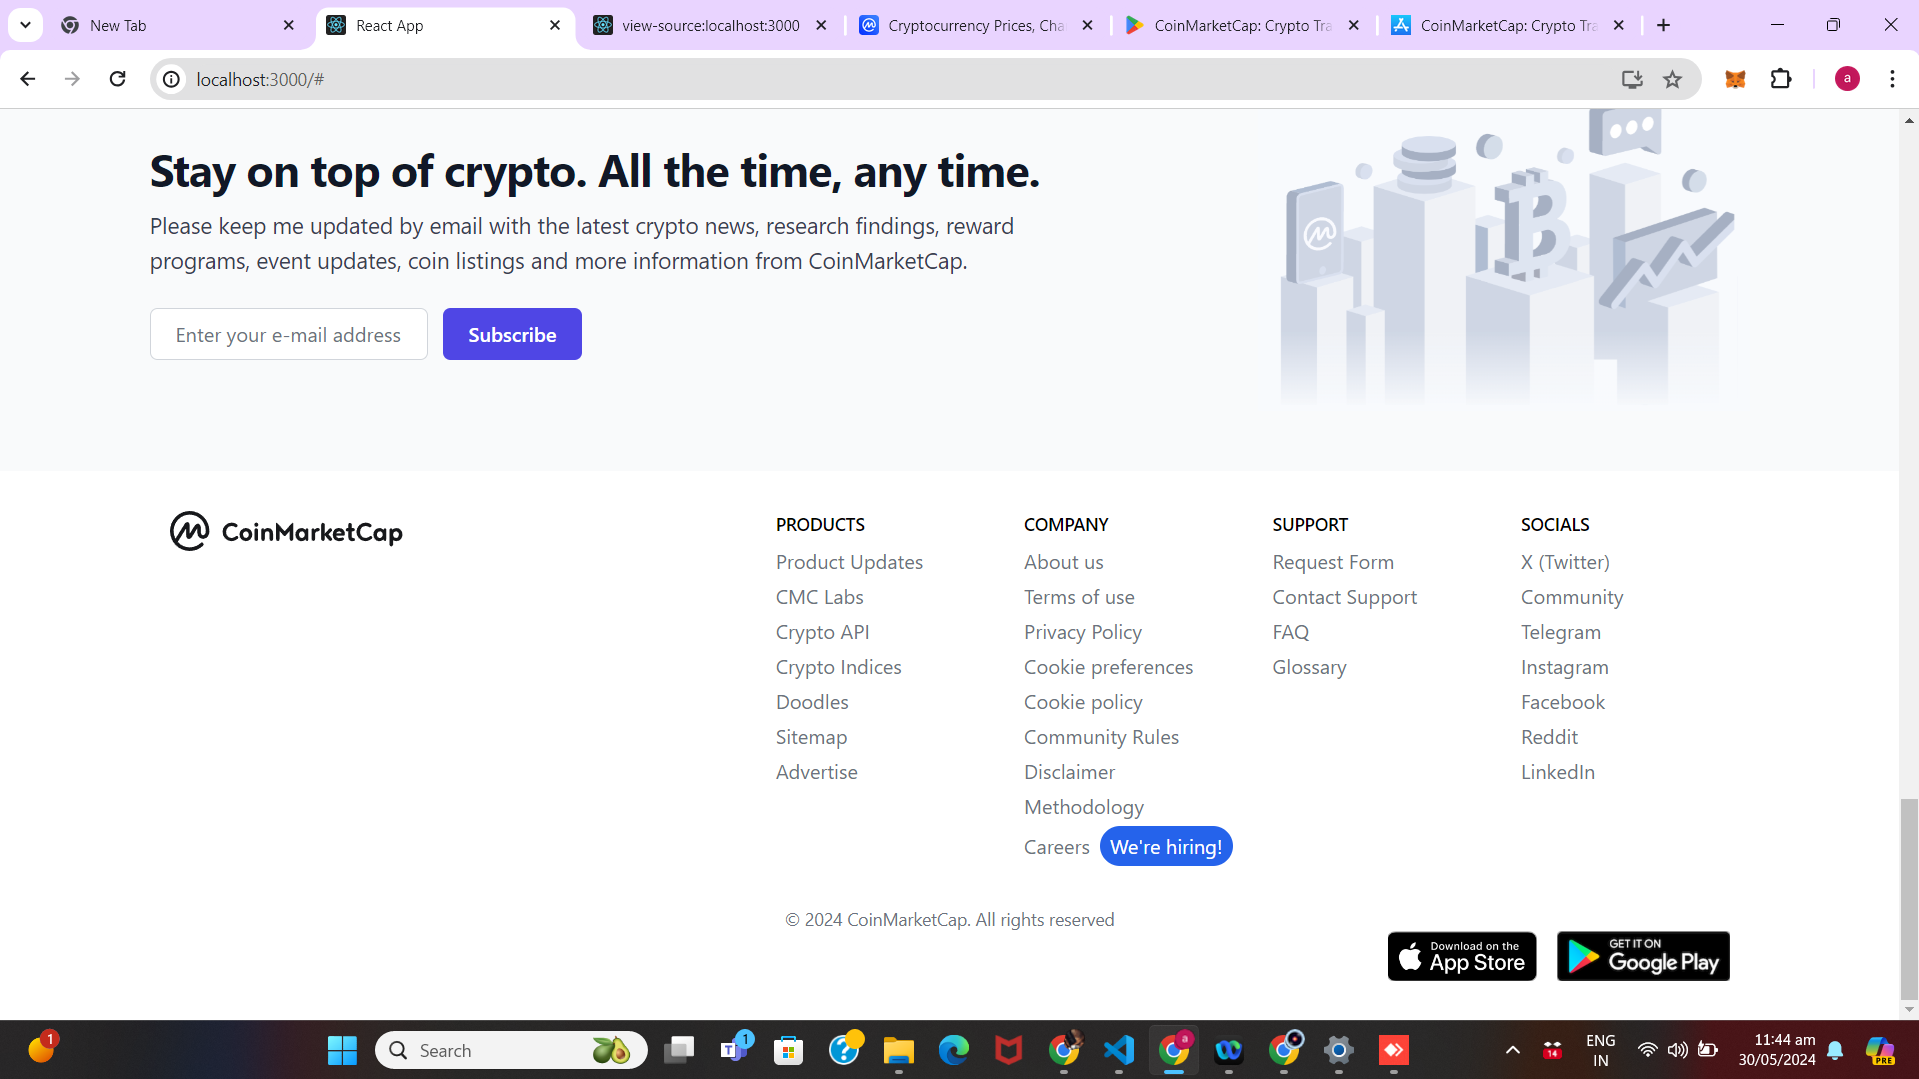 New Tab
React App
view-source:localhost:3000
Cryptocurrency Prices, Cha
CoinMarketCap: Crypto Tra
CoinMarketCap: Crypto Tra
localhost:3000/#
a
Stay on top of crypto. All the time, any time.
Please keep me updated by email with the latest crypto news, research findings, reward
programs, event updates, coin listings and more information from CoinMarketCap.
Enter your e-mail address
Subscribe
CoinMarketCap
PRODUCTS
Product Updates
CMC Labs
Crypto API
Crypto Indices
Doodles
Sitemap
Advertise
COMPANY
About us
Terms of use
Privacy Policy
Cookie preferences
Cookie policy
Community Rules
Disclaimer
Methodology
Careers We're hiring!
SUPPORT
Request Form
Contact Support
FAQ
Glossary
SOCIALS
X (Twitter)
Community
Telegram
Instagram
Facebook
Reddit
LinkedIn
© 2024 CoinMarketCap. All rights reserved
Download on the
App Store
GET IT ON
Google Play
1
Search
1
a
14
ENG
IN
11:44 am
30/05/2024
PRE